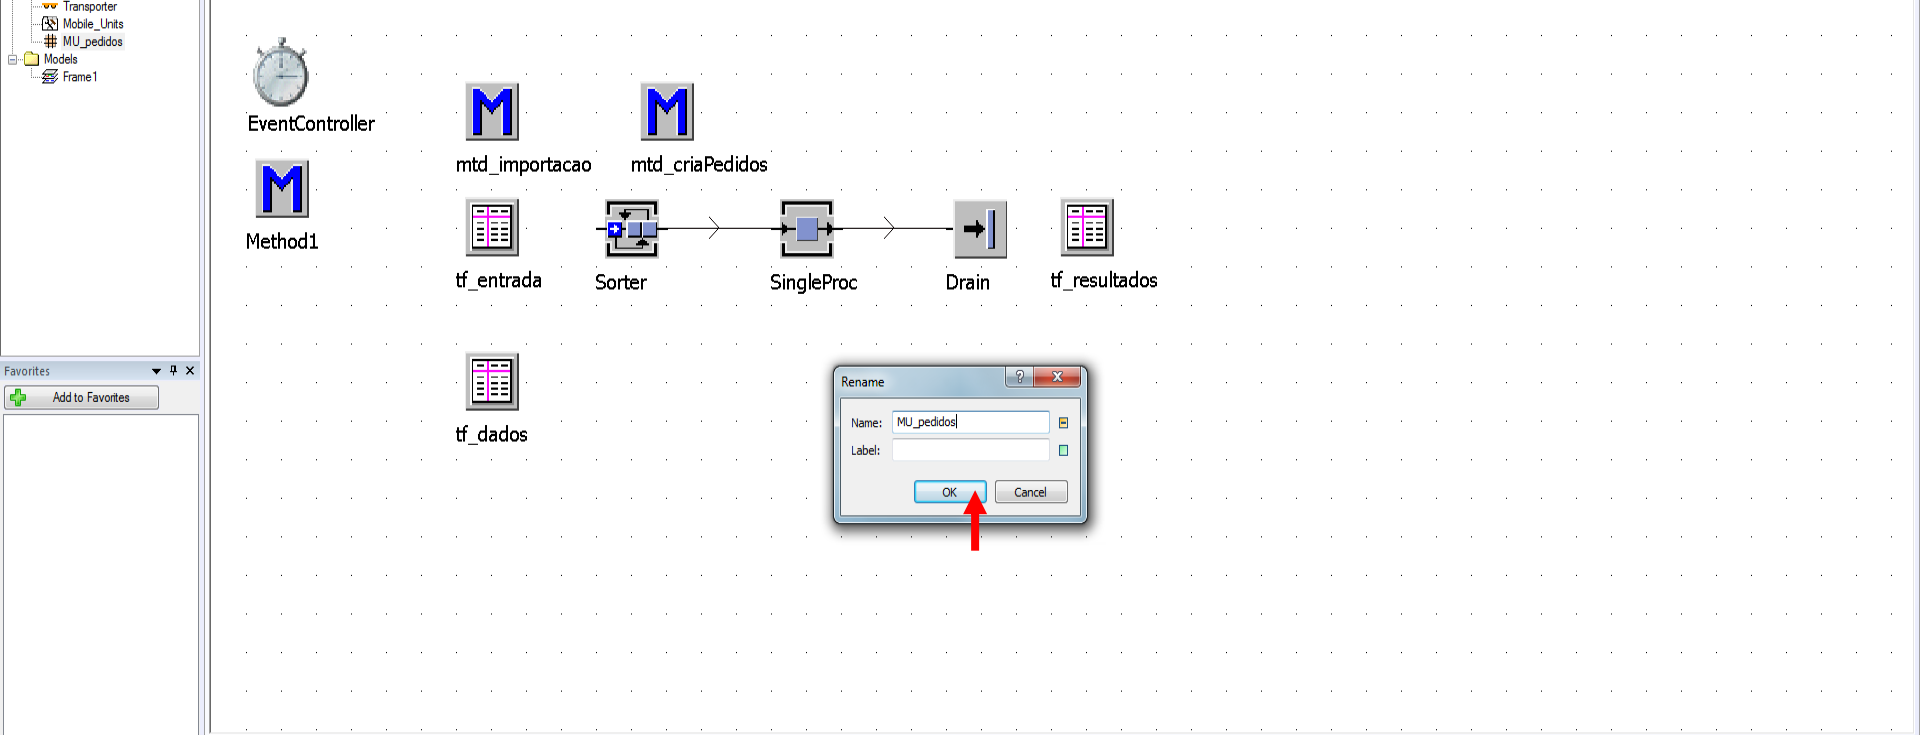 Transporter
Mobile_Units
MU_pedidos
Models
Frame1
EventController
mtd_importacao
mtd_criaPedidos
Method1
tf_entrada
Sorter
SingleProc
Drain
tf_resultados
Favorites
Add to Favorites
tf_dados
Rename
Name: MU_pedidos
Label:
OK Cancel